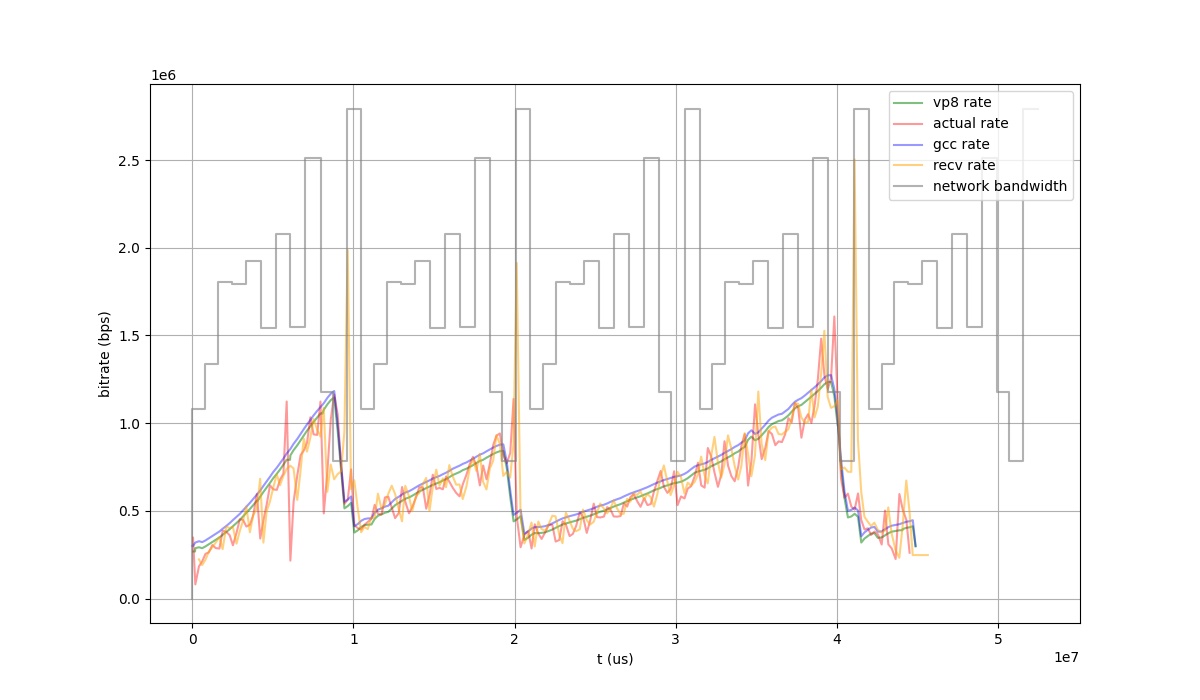 1e6
vp8 rate
actual rate
gcc rate
recv rate
network bandwidth
bitrate (bps)
2.5
2.0
1.5
1.0
0.5
0.0
0 1 2 3 4 5
t (us)
1e7